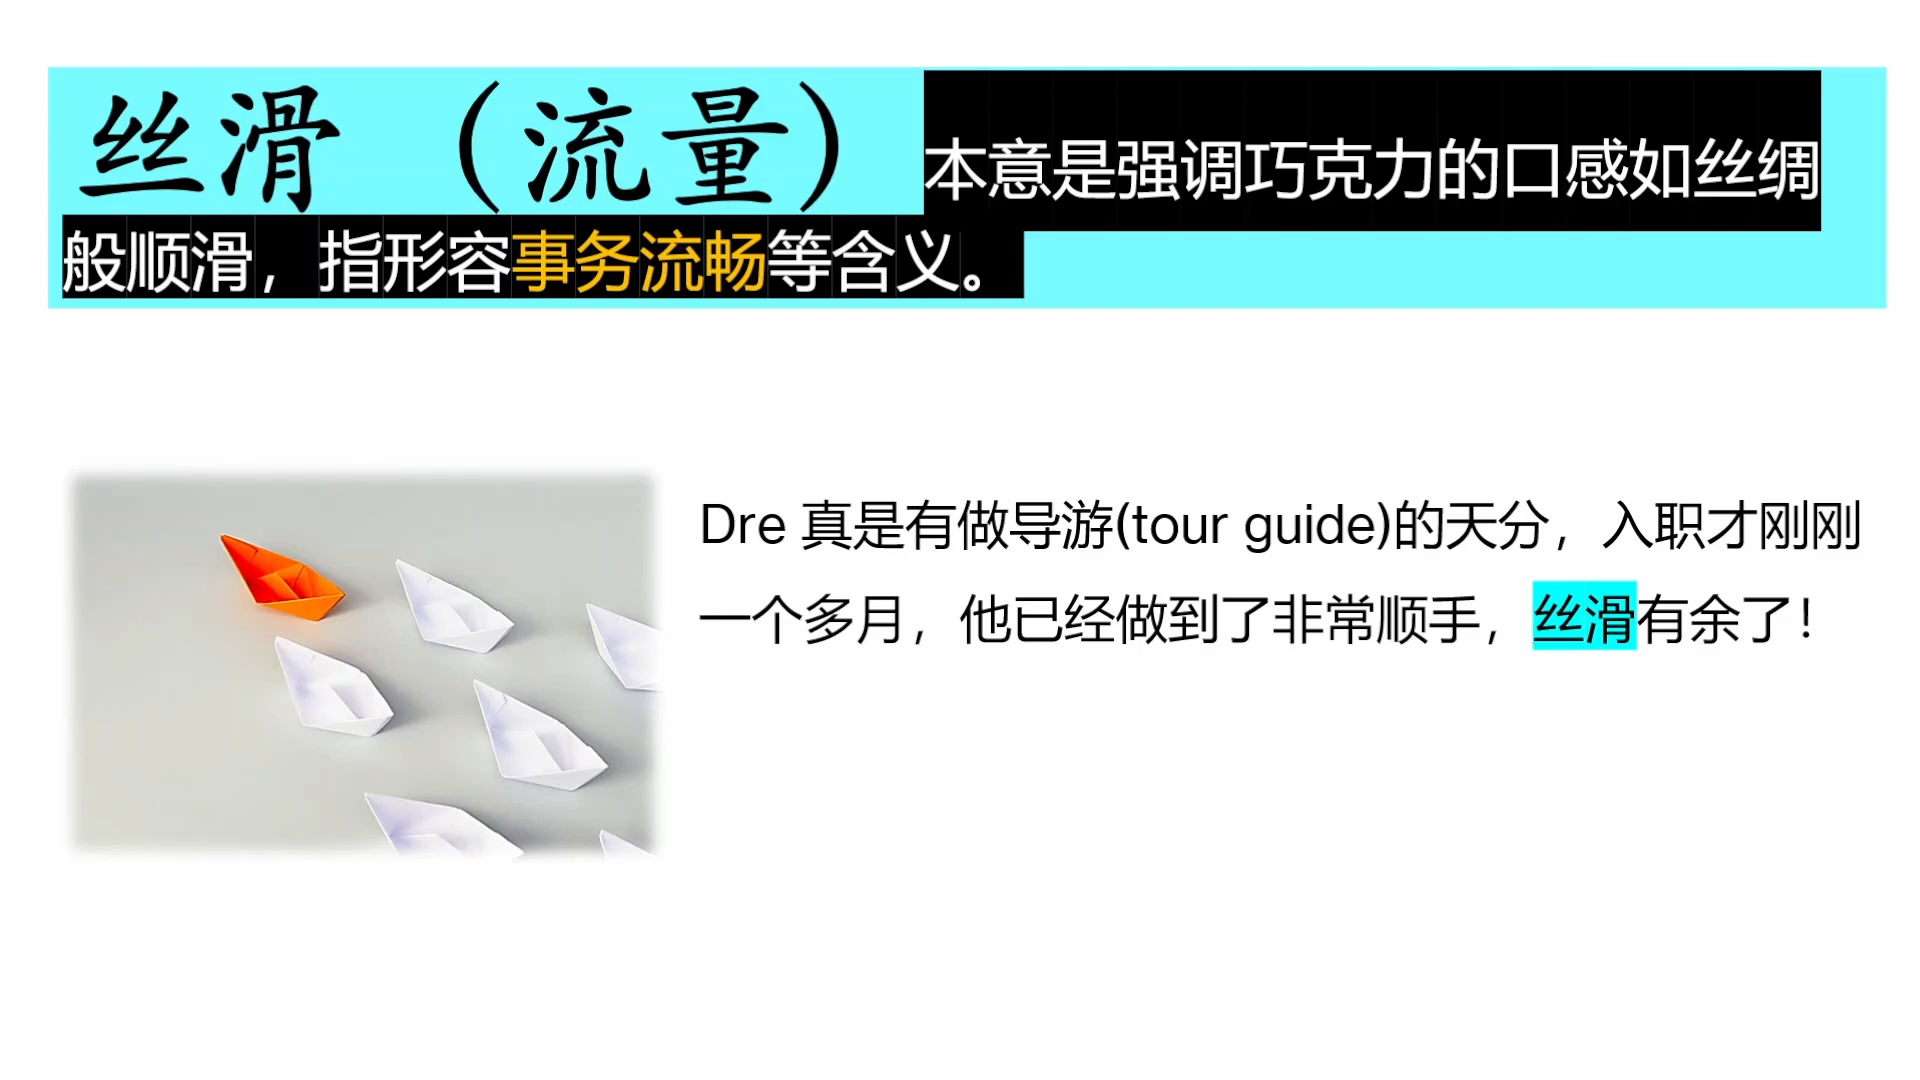 丝滑（流量）本意是强调巧克力的口感如丝绸
般顺滑，指形容事务流畅等含义。
Dre 真是有做导游(tour guide)的天分，入职才刚刚
一个多月，他已经做到了非常顺手，丝滑有余了！